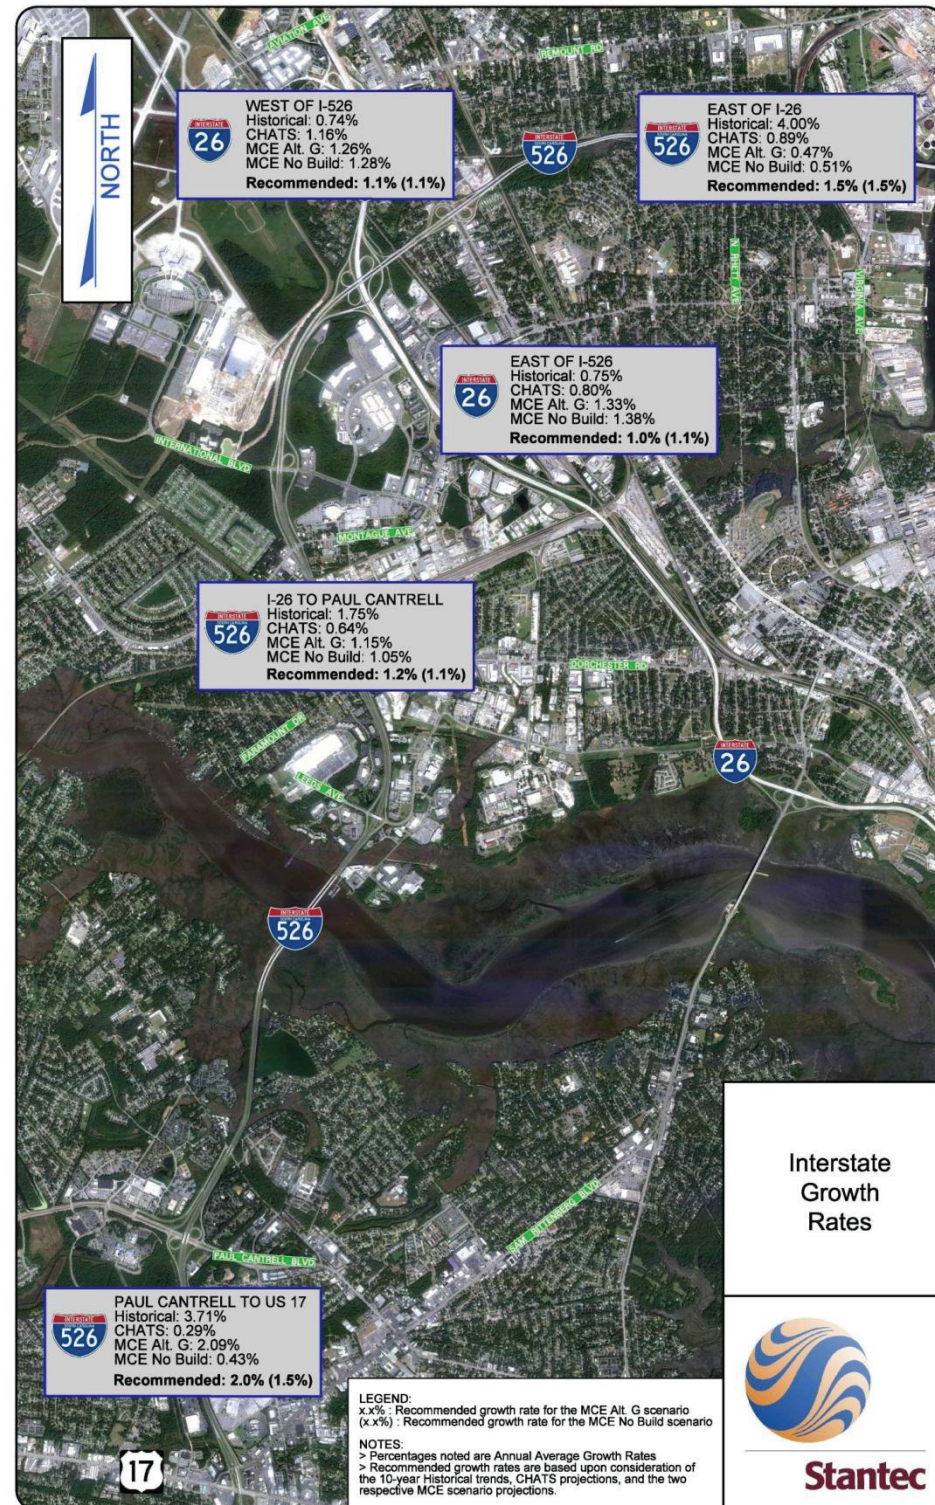 AVIATION AVE
REMOUNT RD
NORTH
INTERSTATE
26
WEST OF I-526
Historical: 0.74%
CHATS: 1.16%
MCE Alt. G: 1.26%
MCE No Build: 1.28%
Recommended: 1.1% (1.1%)
INTERSTATE
SOUTH CAROLINA
526
INTERSTATE
SOUTH CAROLINA
526
EAST OF I-26
Historical: 4.00%
CHATS: 0.89%
MCE Alt. G: 0.47%
MCE No Build: 0.51%
Recommended: 1.5% (1.5%)
N RHETT AVE
VIRGINIA AVE
INTERSTATE
26
EAST OF I-526
Historical: 0.75%
CHATS: 0.80%
MCE Alt. G: 1.33%
MCE No Build: 1.38%
Recommended: 1.0% (1.1%)
INTERNATIONAL BLVD
MONTAGUE AVE
INTERSTATE
SOUTH CAROLINA
526
I-26 TO PAUL CANTRELL
Historical: 1.75%
CHATS: 0.64%
MCE Alt. G: 1.15%
MCE No Build: 1.05%
Recommended: 1.2% (1.1%)
DORCHESTER RD
PARAMOUNT DR
LEEDS AVE
INTERSTATE
26
INTERSTATE
SOUTH CAROLINA
526
SAM RITTENBERG BLVD
PAUL CANTRELL BLVD
Interstate
Growth
Rates
INTERSTATE
SOUTH CAROLINA
526
PAUL CANTRELL TO US 17
Historical: 3.71%
CHATS: 0.29%
MCE Alt. G: 2.09%
MCE No Build: 0.43%
Recommended: 2.0% (1.5%)
LEGEND:
x.x% : Recommended growth rate for the MCE Alt. G scenario
(x.x%) : Recommended growth rate for the MCE No Build scenario
NOTES:
> Percentages noted are Annual Average Growth Rates
> Recommended growth rates are based upon consideration of
the 10-year Historical trends, CHATS projections, and the two
respective MCE scenario projections.
17
Stantec